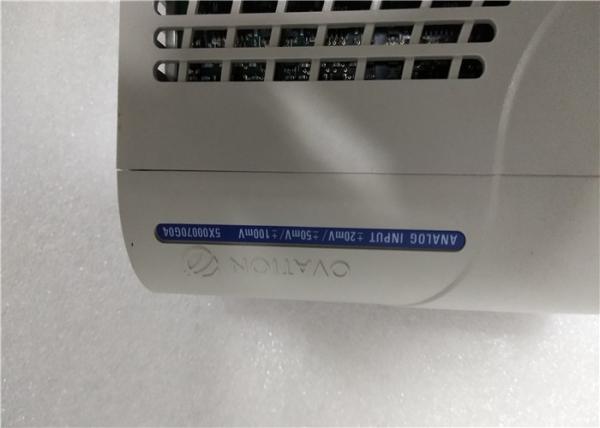 OVATION
ANALOG INPUT ±20mV/±50mV/±100mV 5X00070G04